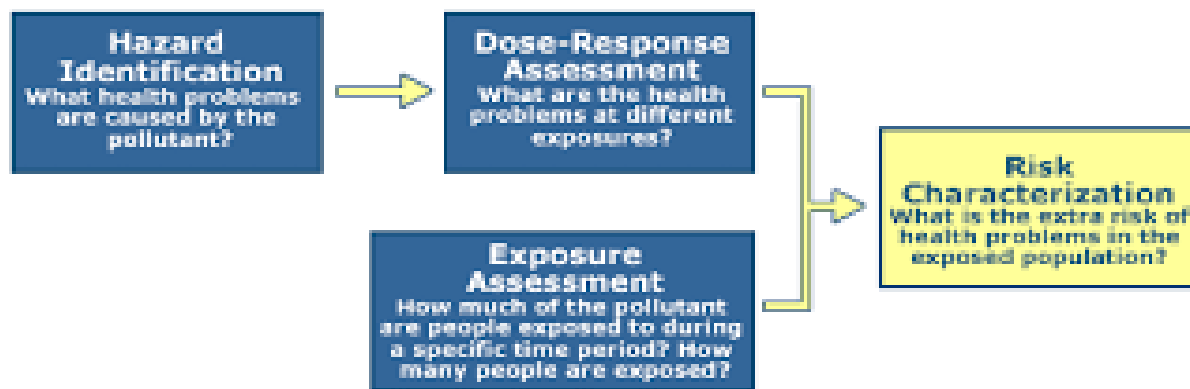 Hazard
Identification
What health problems
are caused by the
pollutant?
Dose-Response
Assessment
What are the health
problems at different
exposures?
Exposure
Assessment
How much of the pollutant
are people exposed to during
a specific time period? How
many people are exposed?
Risk
Characterization
What is the extra risk of
health problems in the
exposed population?